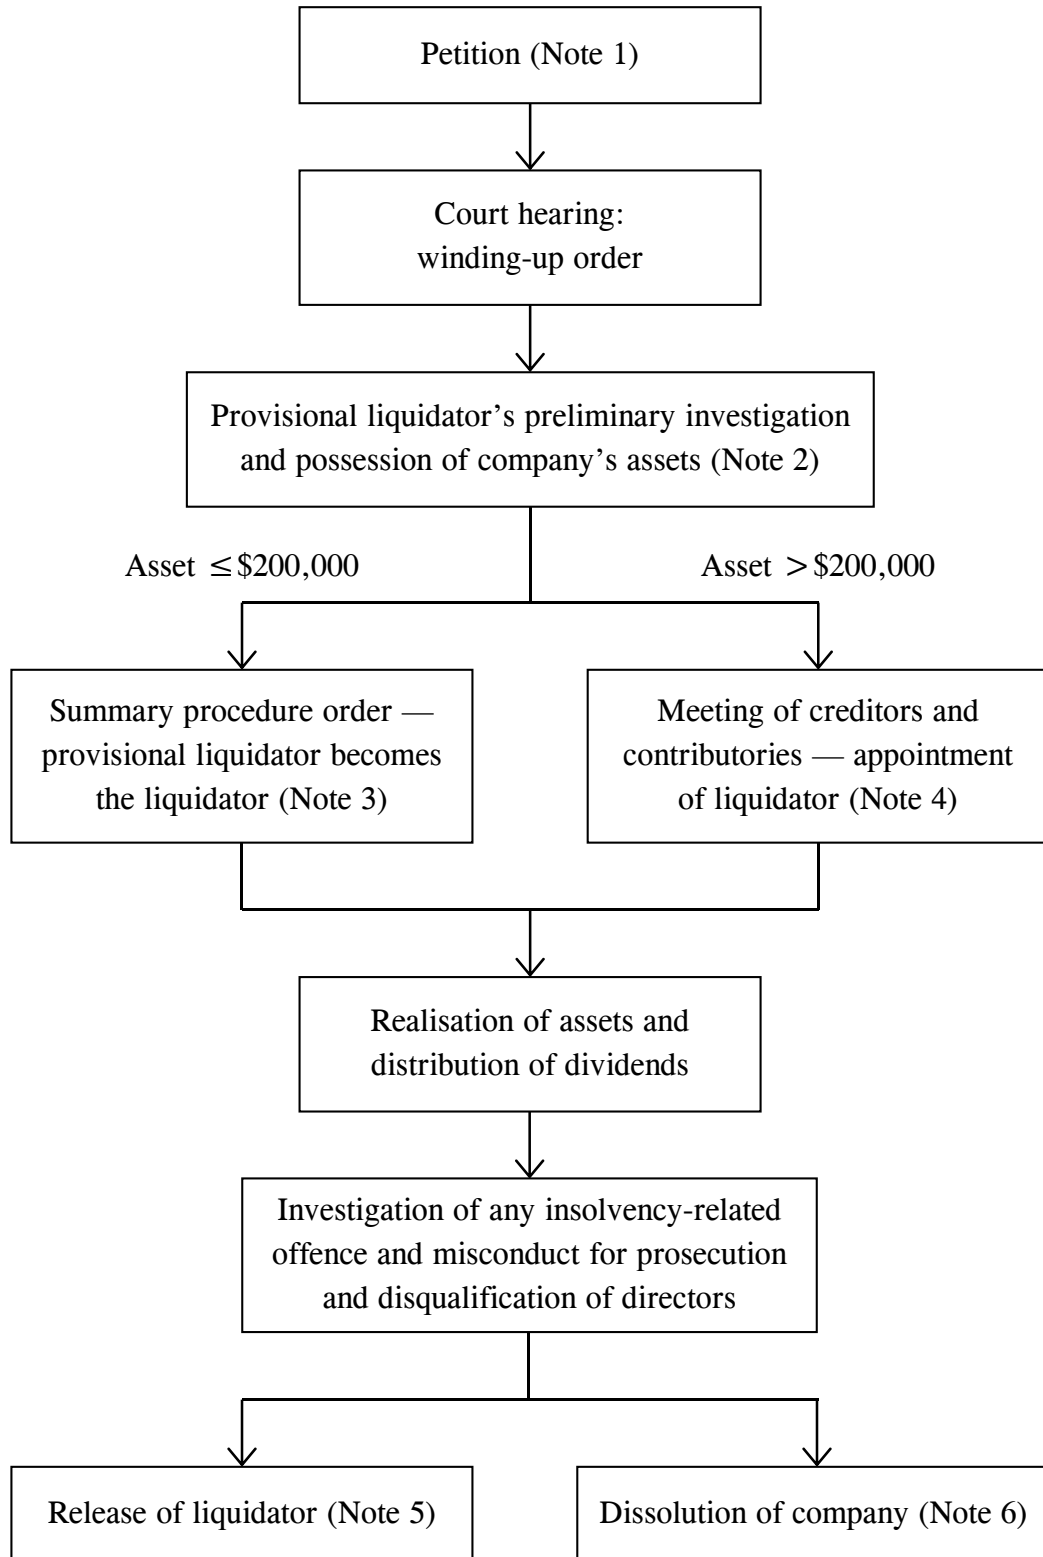 Petition (Note 1)
Court hearing:
winding-up order
Provisional liquidator’s preliminary investigation
and possession of company’s assets (Note 2)
Asset ≤$200,000
Asset >$200,000
Summary procedure order —
provisional liquidator becomes
the liquidator (Note 3)
Meeting of creditors and
contributories — appointment
of liquidator (Note 4)
Realisation of assets and
distribution of dividends
Investigation of any insolvency-related
offence and misconduct for prosecution
and disqualification of directors
Release of liquidator (Note 5)
Dissolution of company (Note 6)